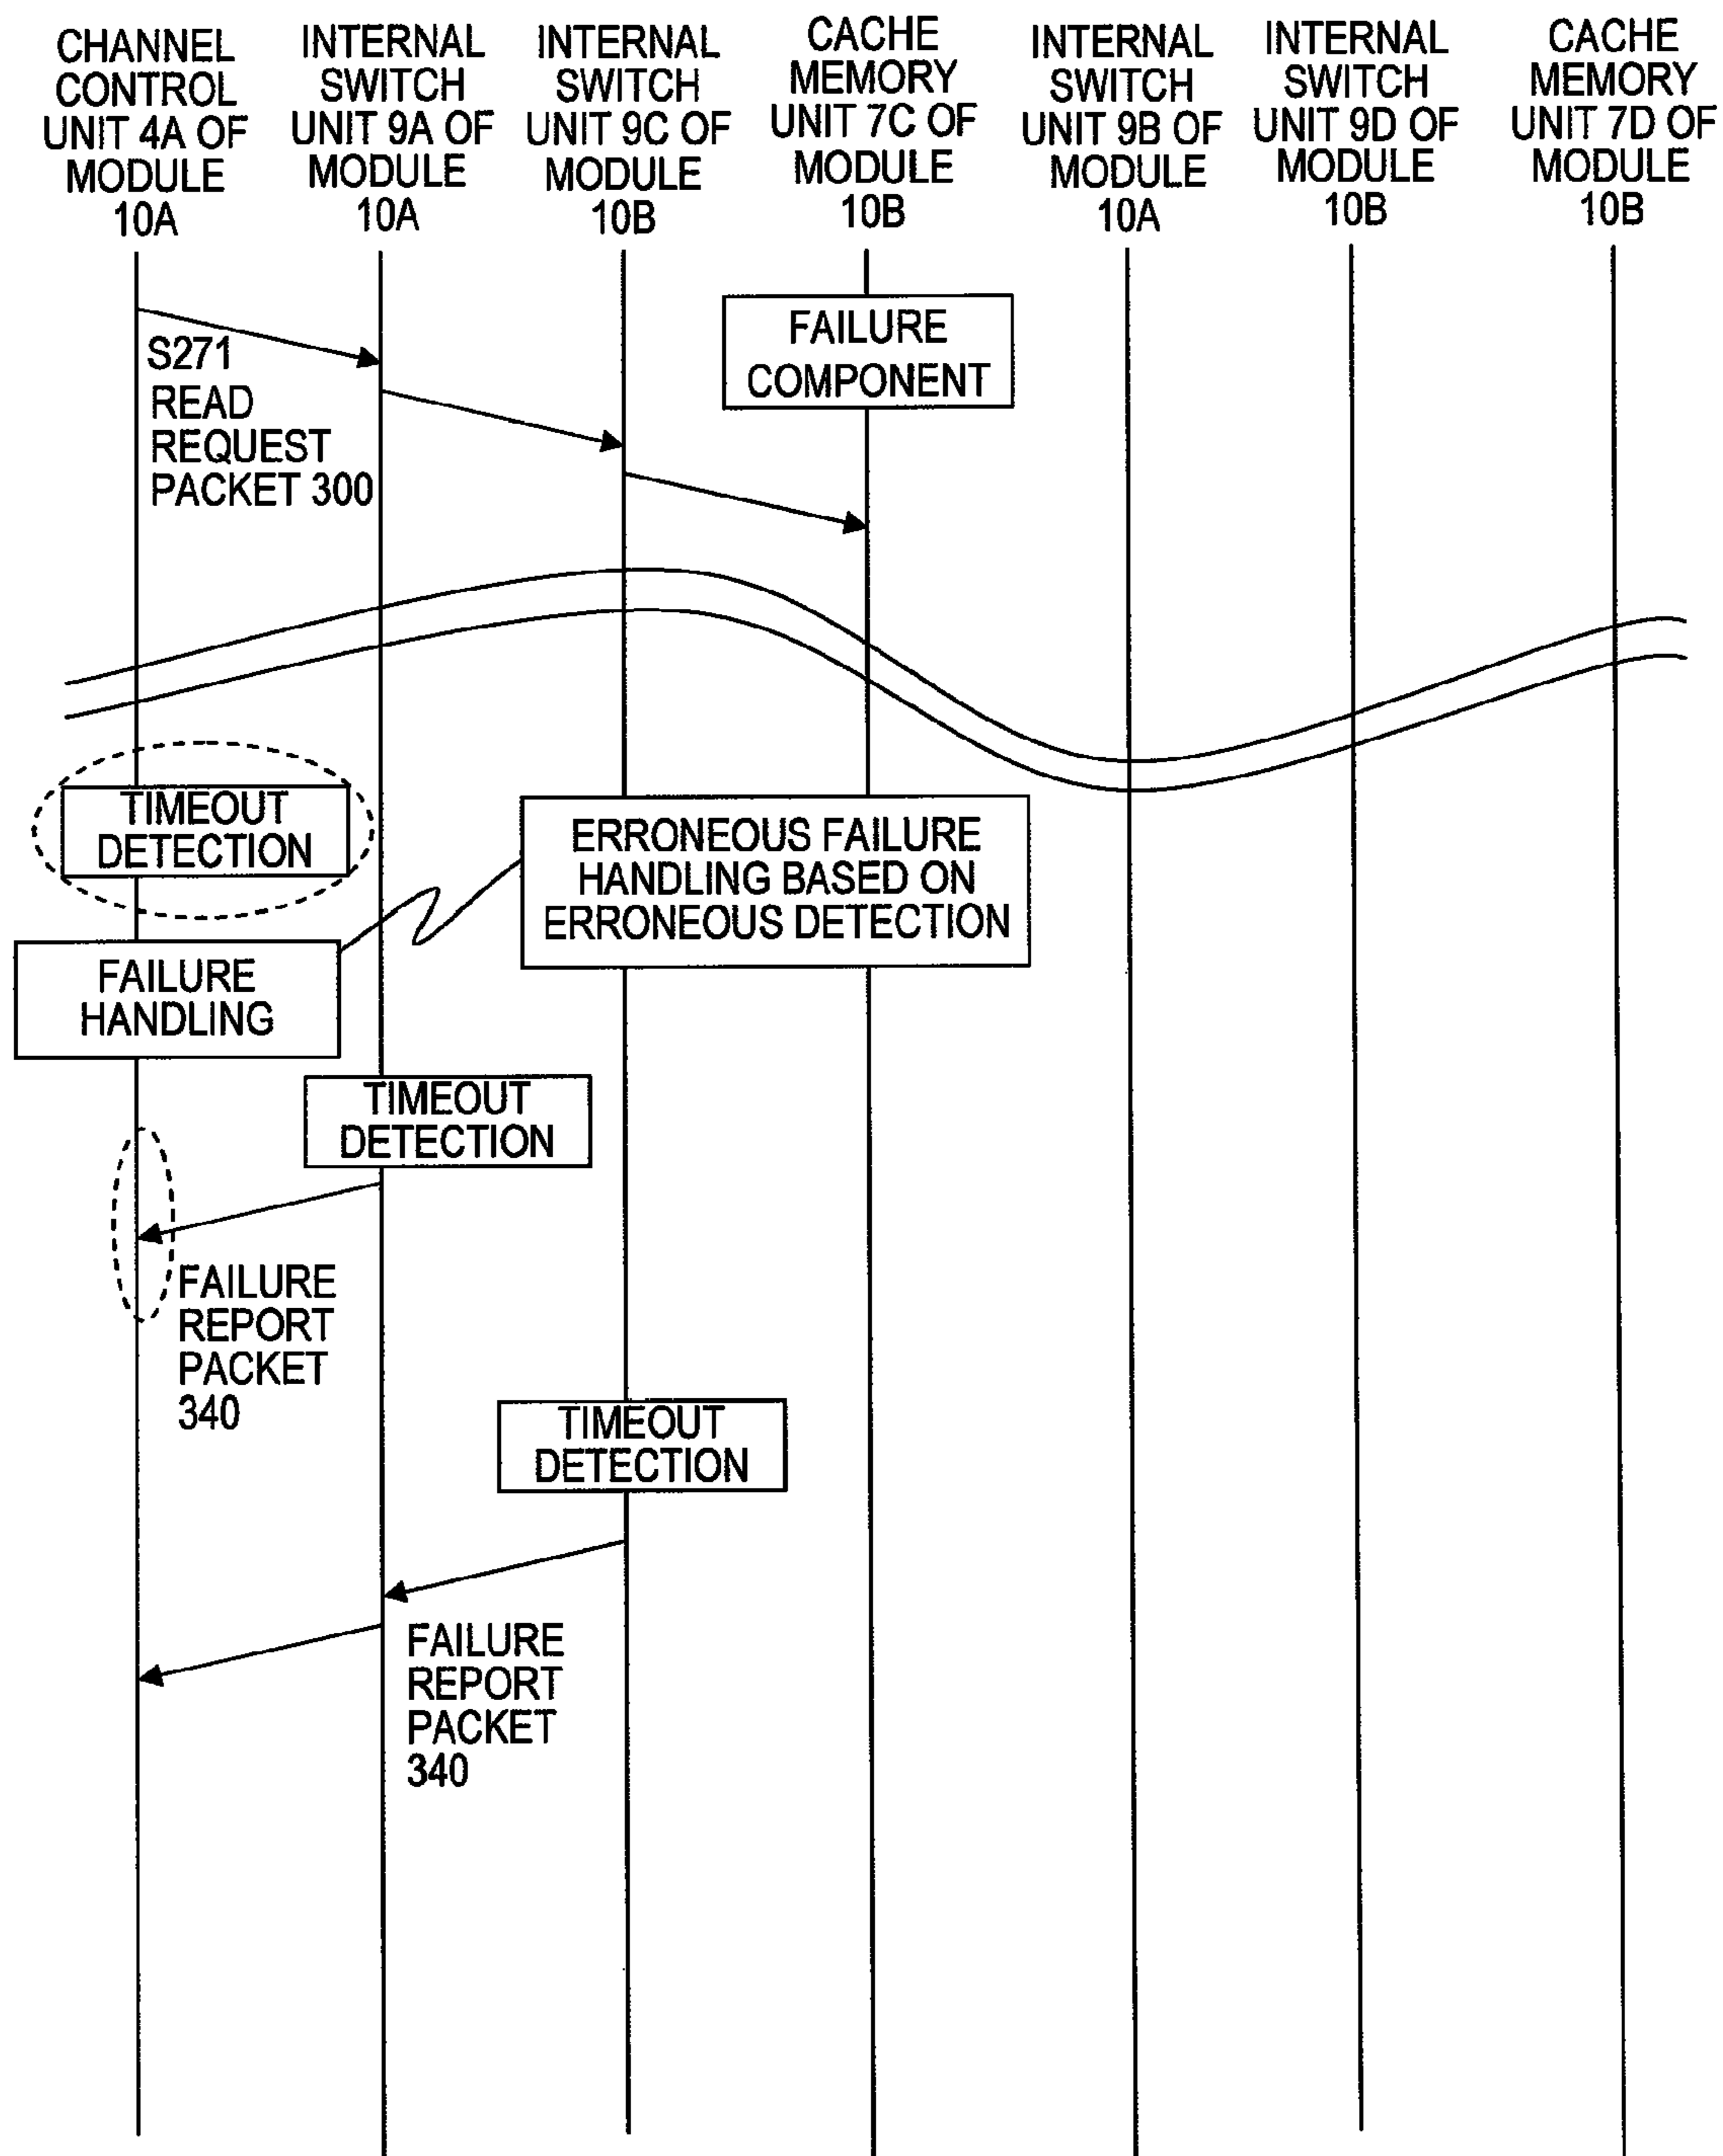 CHANNEL
CONTROL
UNIT 4A OF
MODULE
10A
INTERNAL
SWITCH
UNIT 9A OF
MODULE
10A
INTERNAL
SWITCH
UNIT 9C OF
MODULE
10B
CACHE
MEMORY
UNIT 7C OF
MODULE
10B
INTERNAL
SWITCH
UNIT 9B OF
MODULE
10A
INTERNAL
SWITCH
UNIT 9D OF
MODULE
10B
CACHE
MEMORY
UNIT 7D OF
MODULE
10B
FAILURE
COMPONENT
S271
READ
REQUEST
PACKET 300
TIMEOUT
DETECTION
ERRONEOUS FAILURE
HANDLING BASED ON
ERRONEOUS DETECTION
FAILURE
HANDLING
TIMEOUT
DETECTION
FAILURE
REPORT
PACKET
340
TIMEOUT
DETECTION
FAILURE
REPORT
PACKET
340